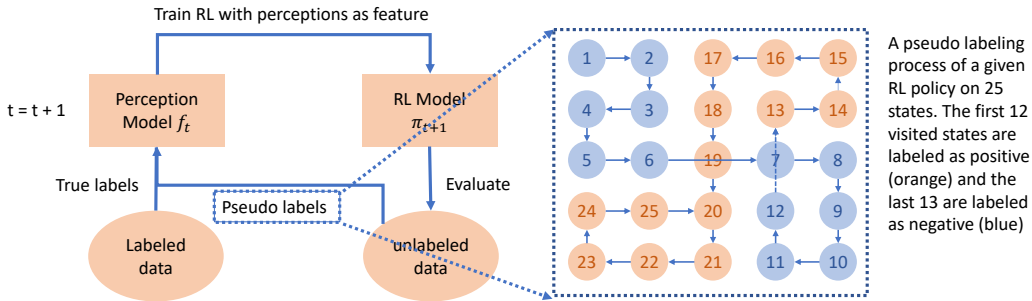 Train RL with perceptions as feature
t = t + 1
Perception
Model f_t
RL Model
π_{t+1}
True labels
Pseudo labels
Evaluate
Labeled
data
unlabeled
data
1 2 17 16 15
4 3 18 13 14
5 6 19 7 8
24 25 20 12 9
23 22 21 11 10
A pseudo labeling
process of a given
RL policy on 25
states. The first 12
visited states are
labeled as positive
(orange) and the
last 13 are labeled
as negative (blue)